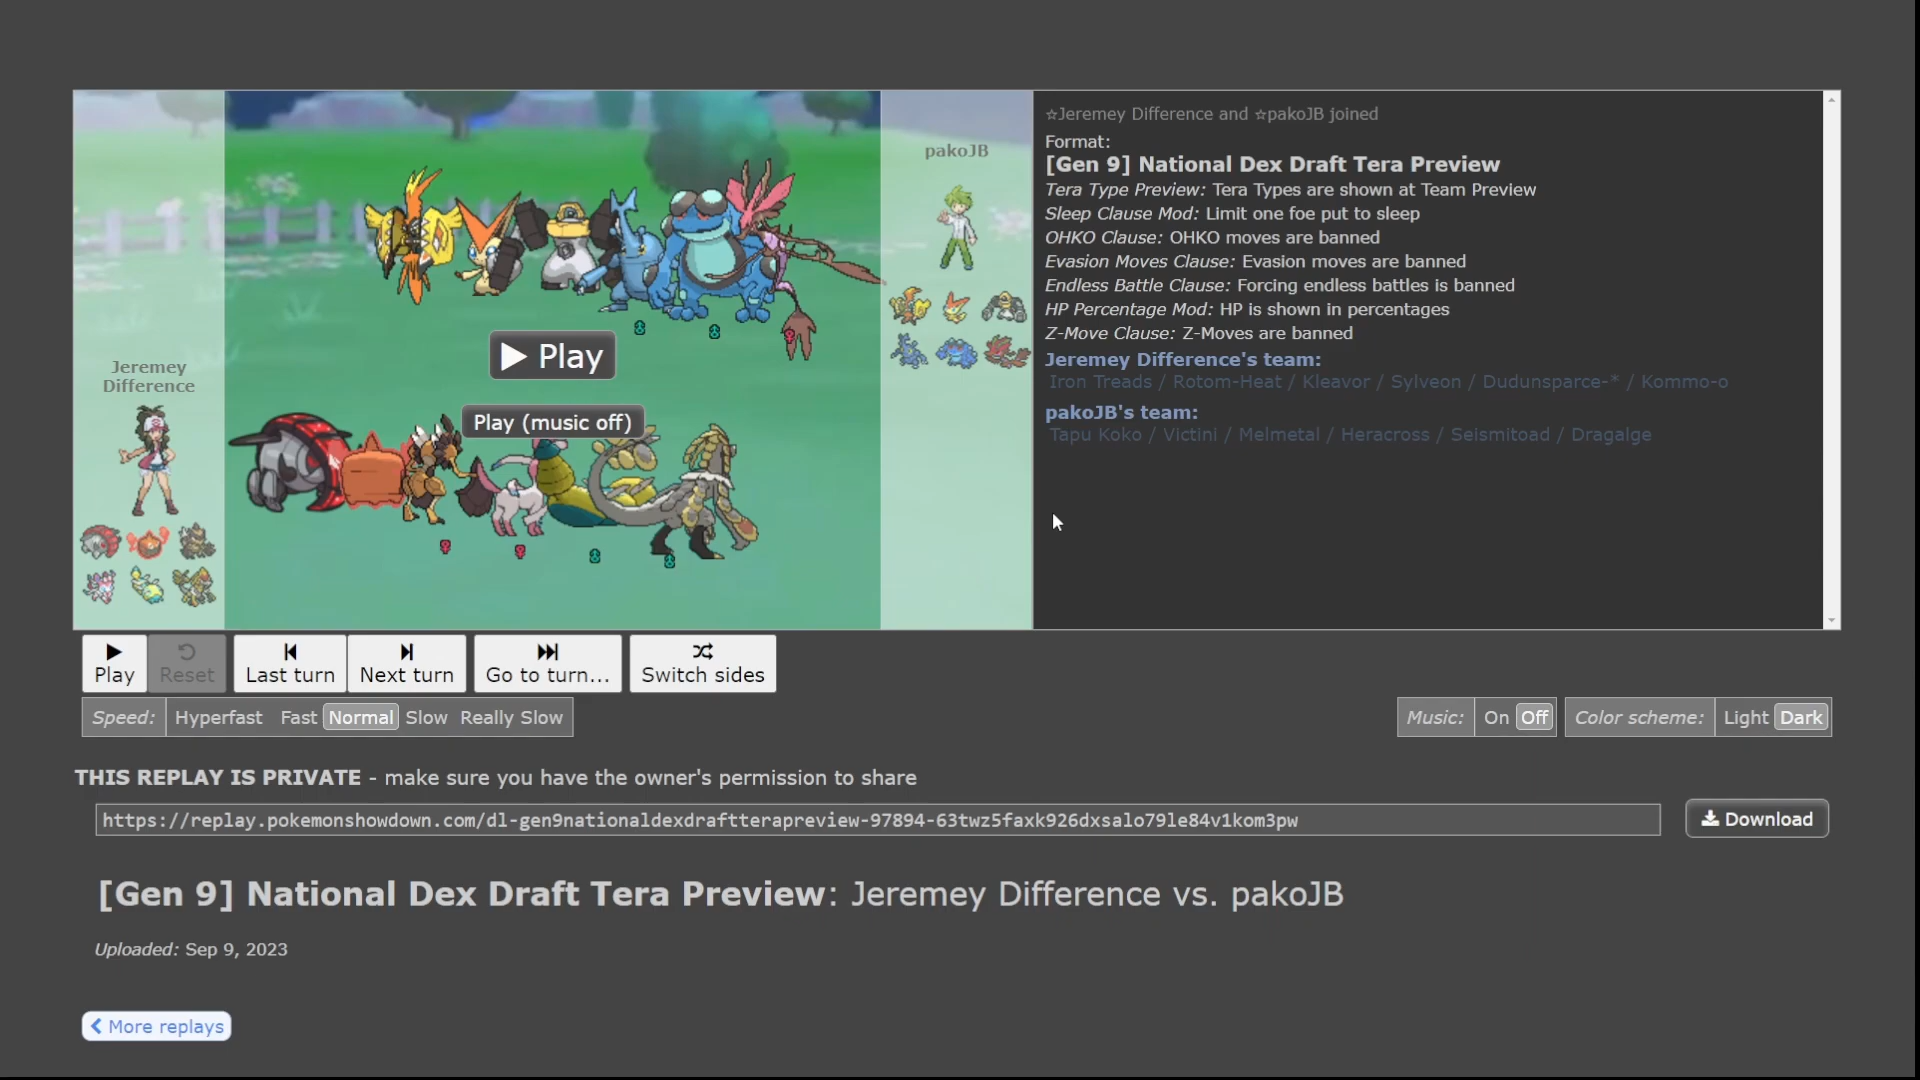 ☆Jeremey Difference and ☆pakoJB joined
Format:
[Gen 9] National Dex Draft Tera Preview
Tera Type Preview: Tera Types are shown at Team Preview
Sleep Clause Mod: Limit one foe put to sleep
OHKO Clause: OHKO moves are banned
Evasion Moves Clause: Evasion moves are banned
Endless Battle Clause: Forcing endless battles is banned
HP Percentage Mod: HP is shown in percentages
Z-Move Clause: Z-Moves are banned
Jeremey Difference's team:
Iron Treads / Rotom-Heat / Kleavor / Sylveon / Dudunsparce-* / Kommo-o
pakoJB's team:
Tapu Koko / Victini / Melmetal / Heracross / Seismitoad / Dragalge
pakoJB
Jeremey
Difference
Play
Play (music off)
Play
Reset
Last turn
Next turn
Go to turn...
Switch sides
Speed: Hyperfast Fast Normal Slow Really Slow
Music: On Off
Color scheme: Light Dark
THIS REPLAY IS PRIVATE - make sure you have the owner's permission to share
https://replay.pokemonshowdown.com/dl-gen9nationaldexdraftterapreview-97894-63twz5faxk926dxsalo79le84v1kom3pw
Download
[Gen 9] National Dex Draft Tera Preview: Jeremey Difference vs. pakoJB
Uploaded: Sep 9, 2023
More replays